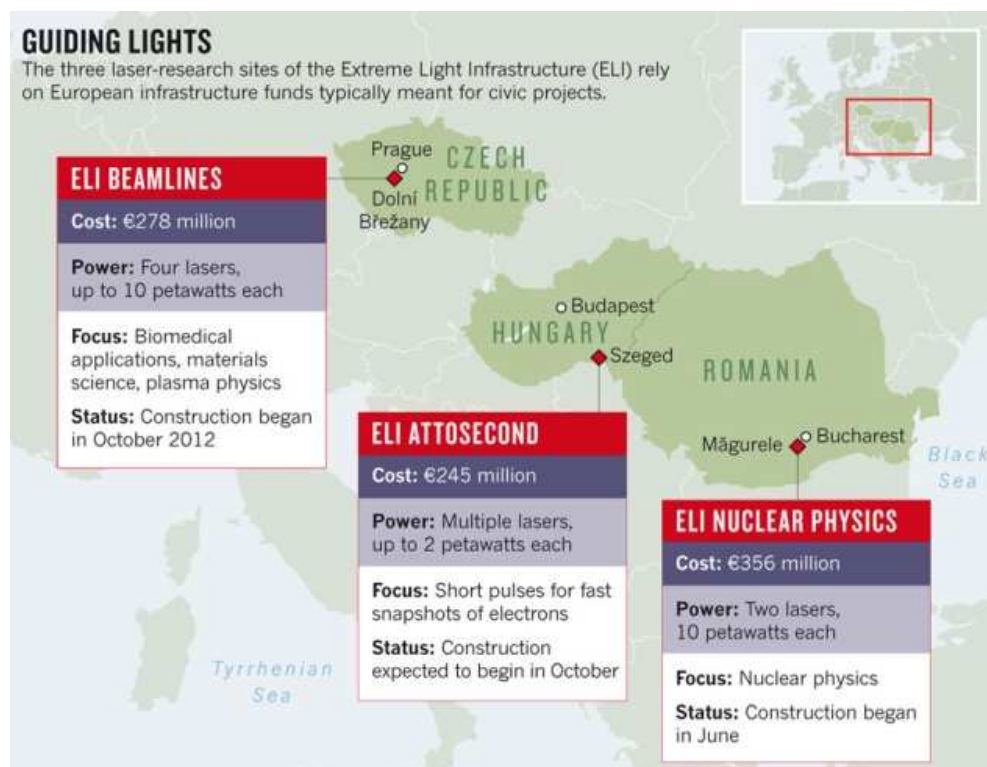 GUIDING LIGHTS
The three laser-research sites of the Extreme Light Infrastructure (ELI) rely
on European infrastructure funds typically meant for civic projects.
Prague
CZECH
REPUBLIC
Dolní
Břežany
ELI BEAMLINES
Cost: €278 million
Power: Four lasers,
up to 10 petawatts each
Focus: Biomedical
applications, materials
science, plasma physics
Status: Construction began
in October 2012
Budapest
HUNGARY
Szeged
ROMANIA
Măgurele
Bucharest
Black
Sea
ELI ATTOSECOND
Cost: €245 million
Power: Multiple lasers,
up to 2 petawatts each
Focus: Short pulses for fast
snapshots of electrons
Status: Construction
expected to begin in October
ELI NUCLEAR PHYSICS
Cost: €356 million
Power: Two lasers,
10 petawatts each
Focus: Nuclear physics
Status: Construction began
in June
Tyrrhenian
Sea